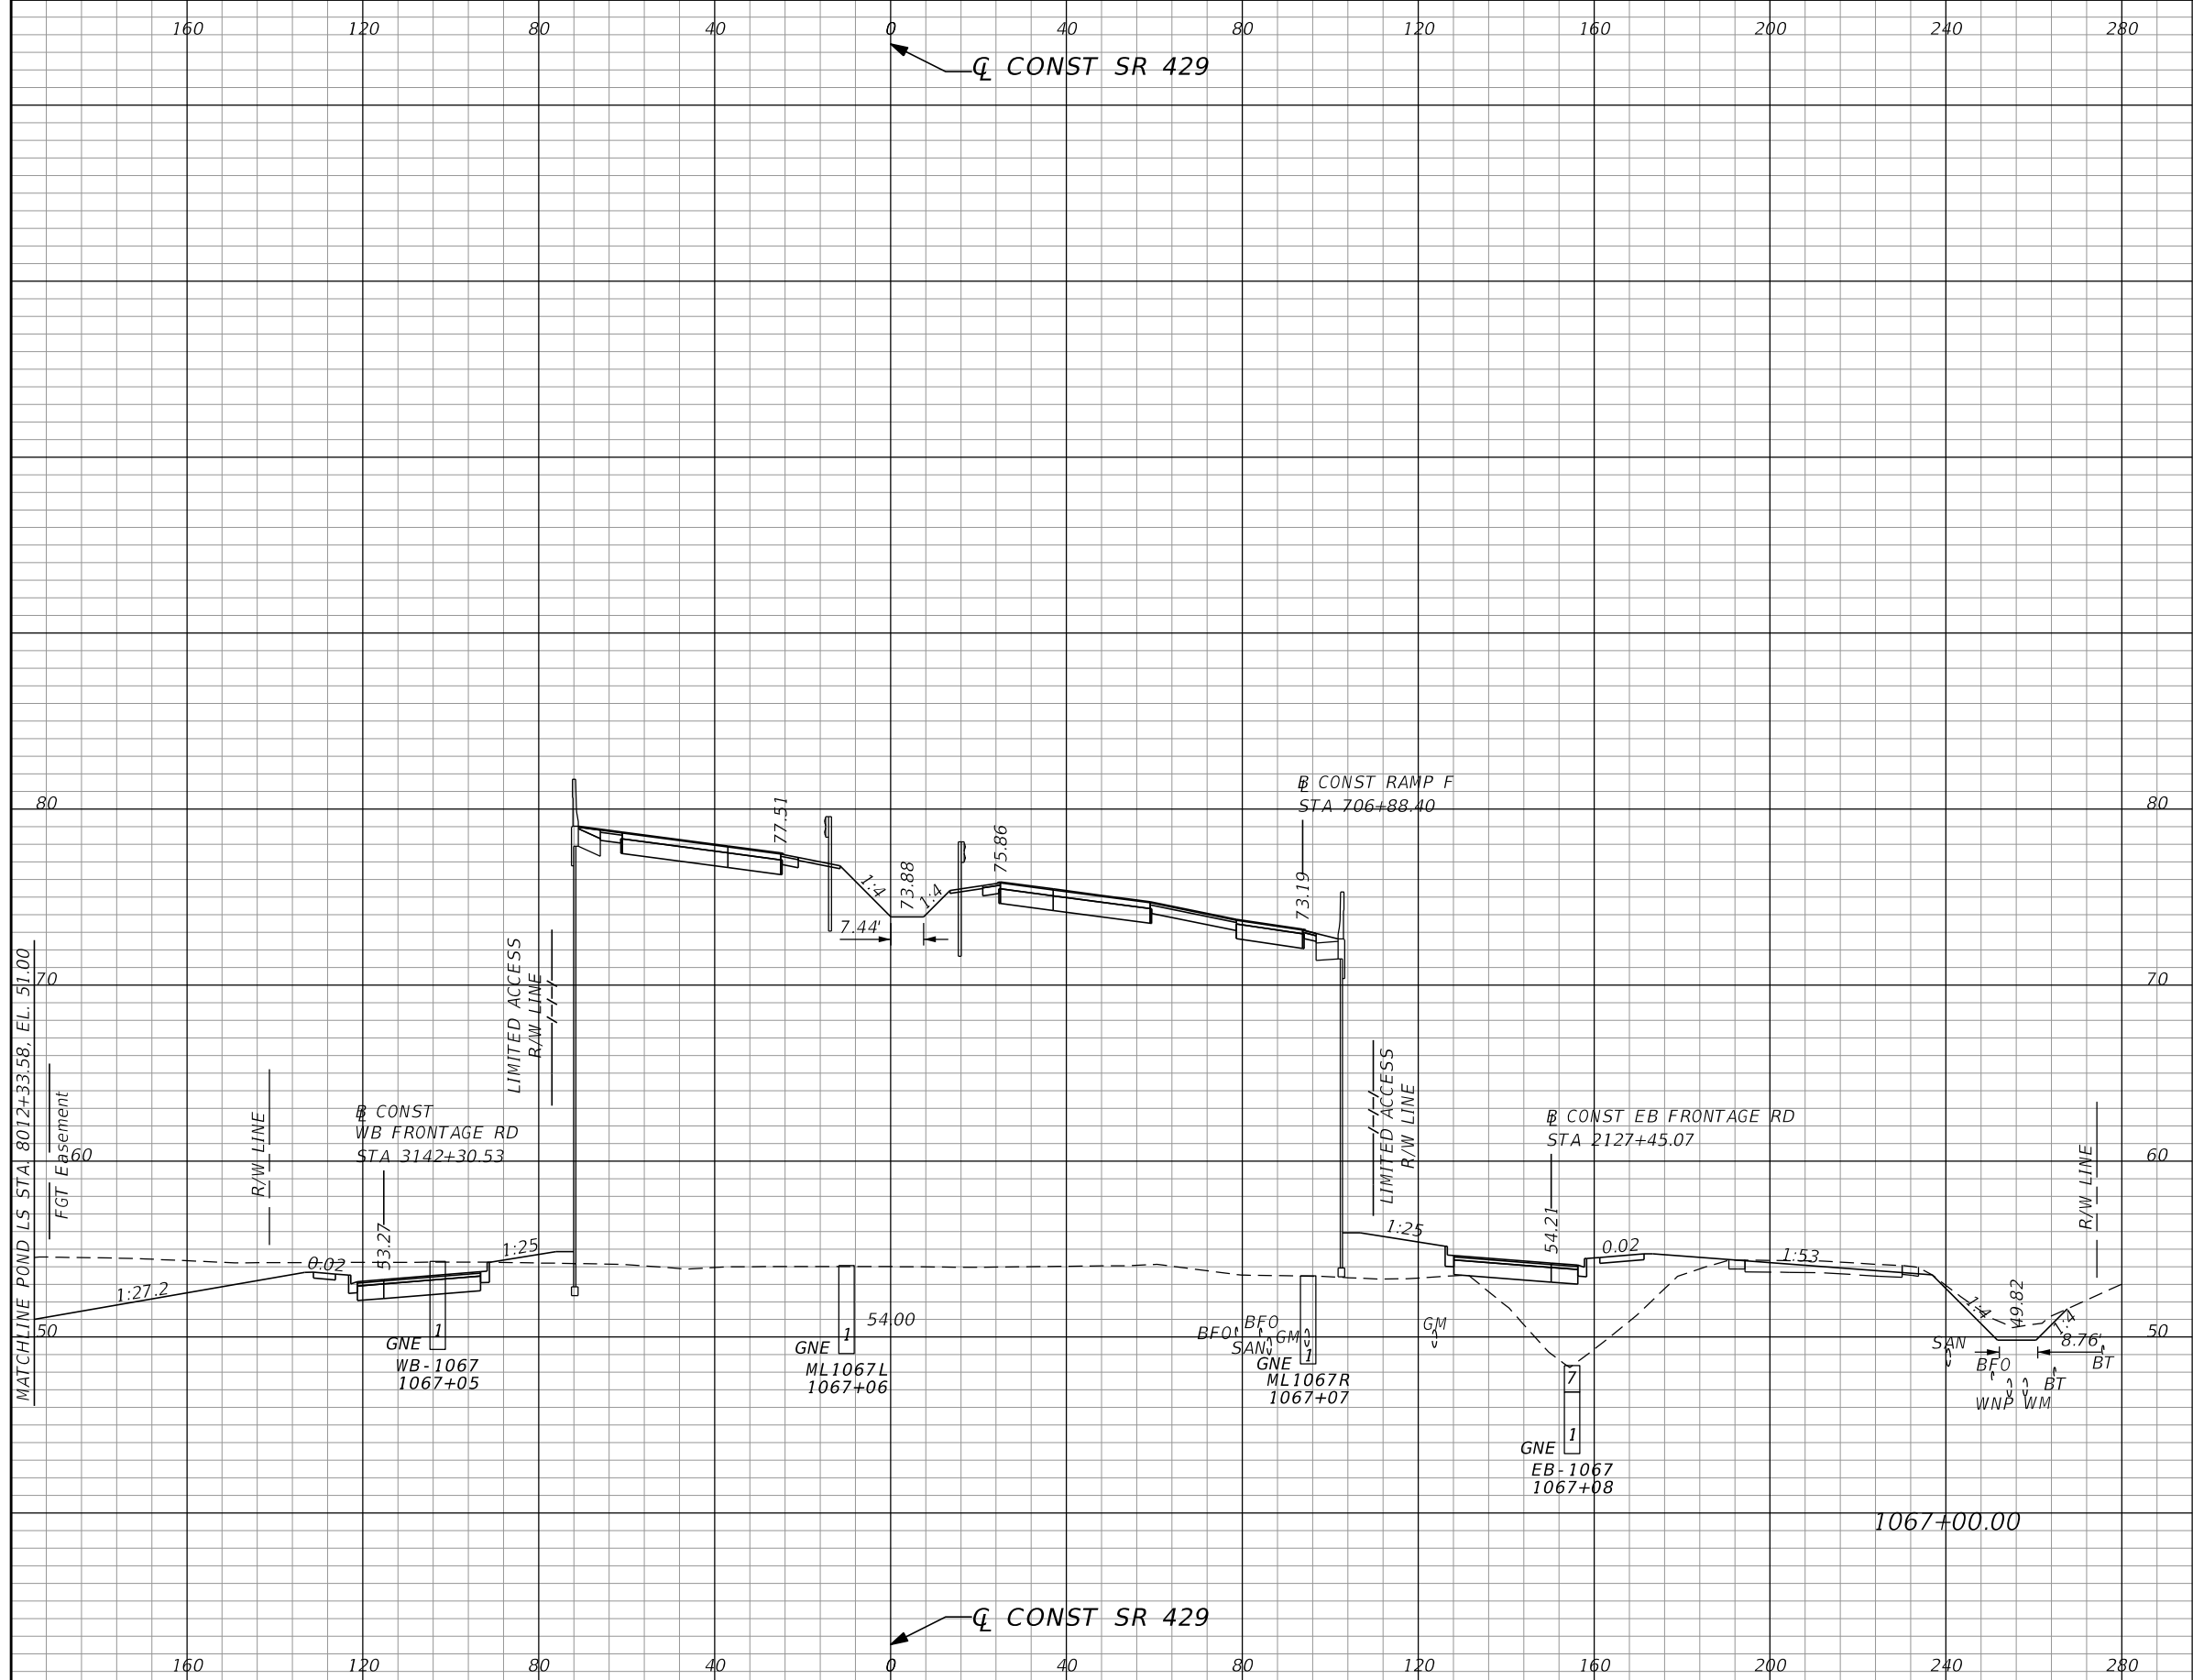 160 120 80 40 0 40 80 120 160 200 240 280
℄ CONST SR 429
80 80
70 70
60 60
50 50
77.51
75.86
73.88
73.19
1:4
1:4
7.44'
℄ CONST RAMP F
STA 706+88.40
MATCHLINE POND LS STA. 8012+33.58, EL. 51.00
FGT Easement
R/W LINE
LIMITED ACCESS
R/W LINE
LIMITED ACCESS
R/W LINE
R/W LINE
℄ CONST
WB FRONTAGE RD
STA 3142+30.53
53.27
℄ CONST EB FRONTAGE RD
STA 2127+45.07
54.21
1:27.2
0.02
1:25
1:25
0.02
1:53
1:4
49.82
1:4
8.76'
GNE
1
WB-1067
1067+05
54.00
GNE
1
ML1067L
1067+06
BFO
BFO
SAN
GM
GNE
1
ML1067R
1067+07
GM
7
1
GNE
EB-1067
1067+08
SAN
BFO
WNP
WM
BT
BT
1067+00.00
℄ CONST SR 429
160 120 80 40 0 40 80 120 160 200 240 280